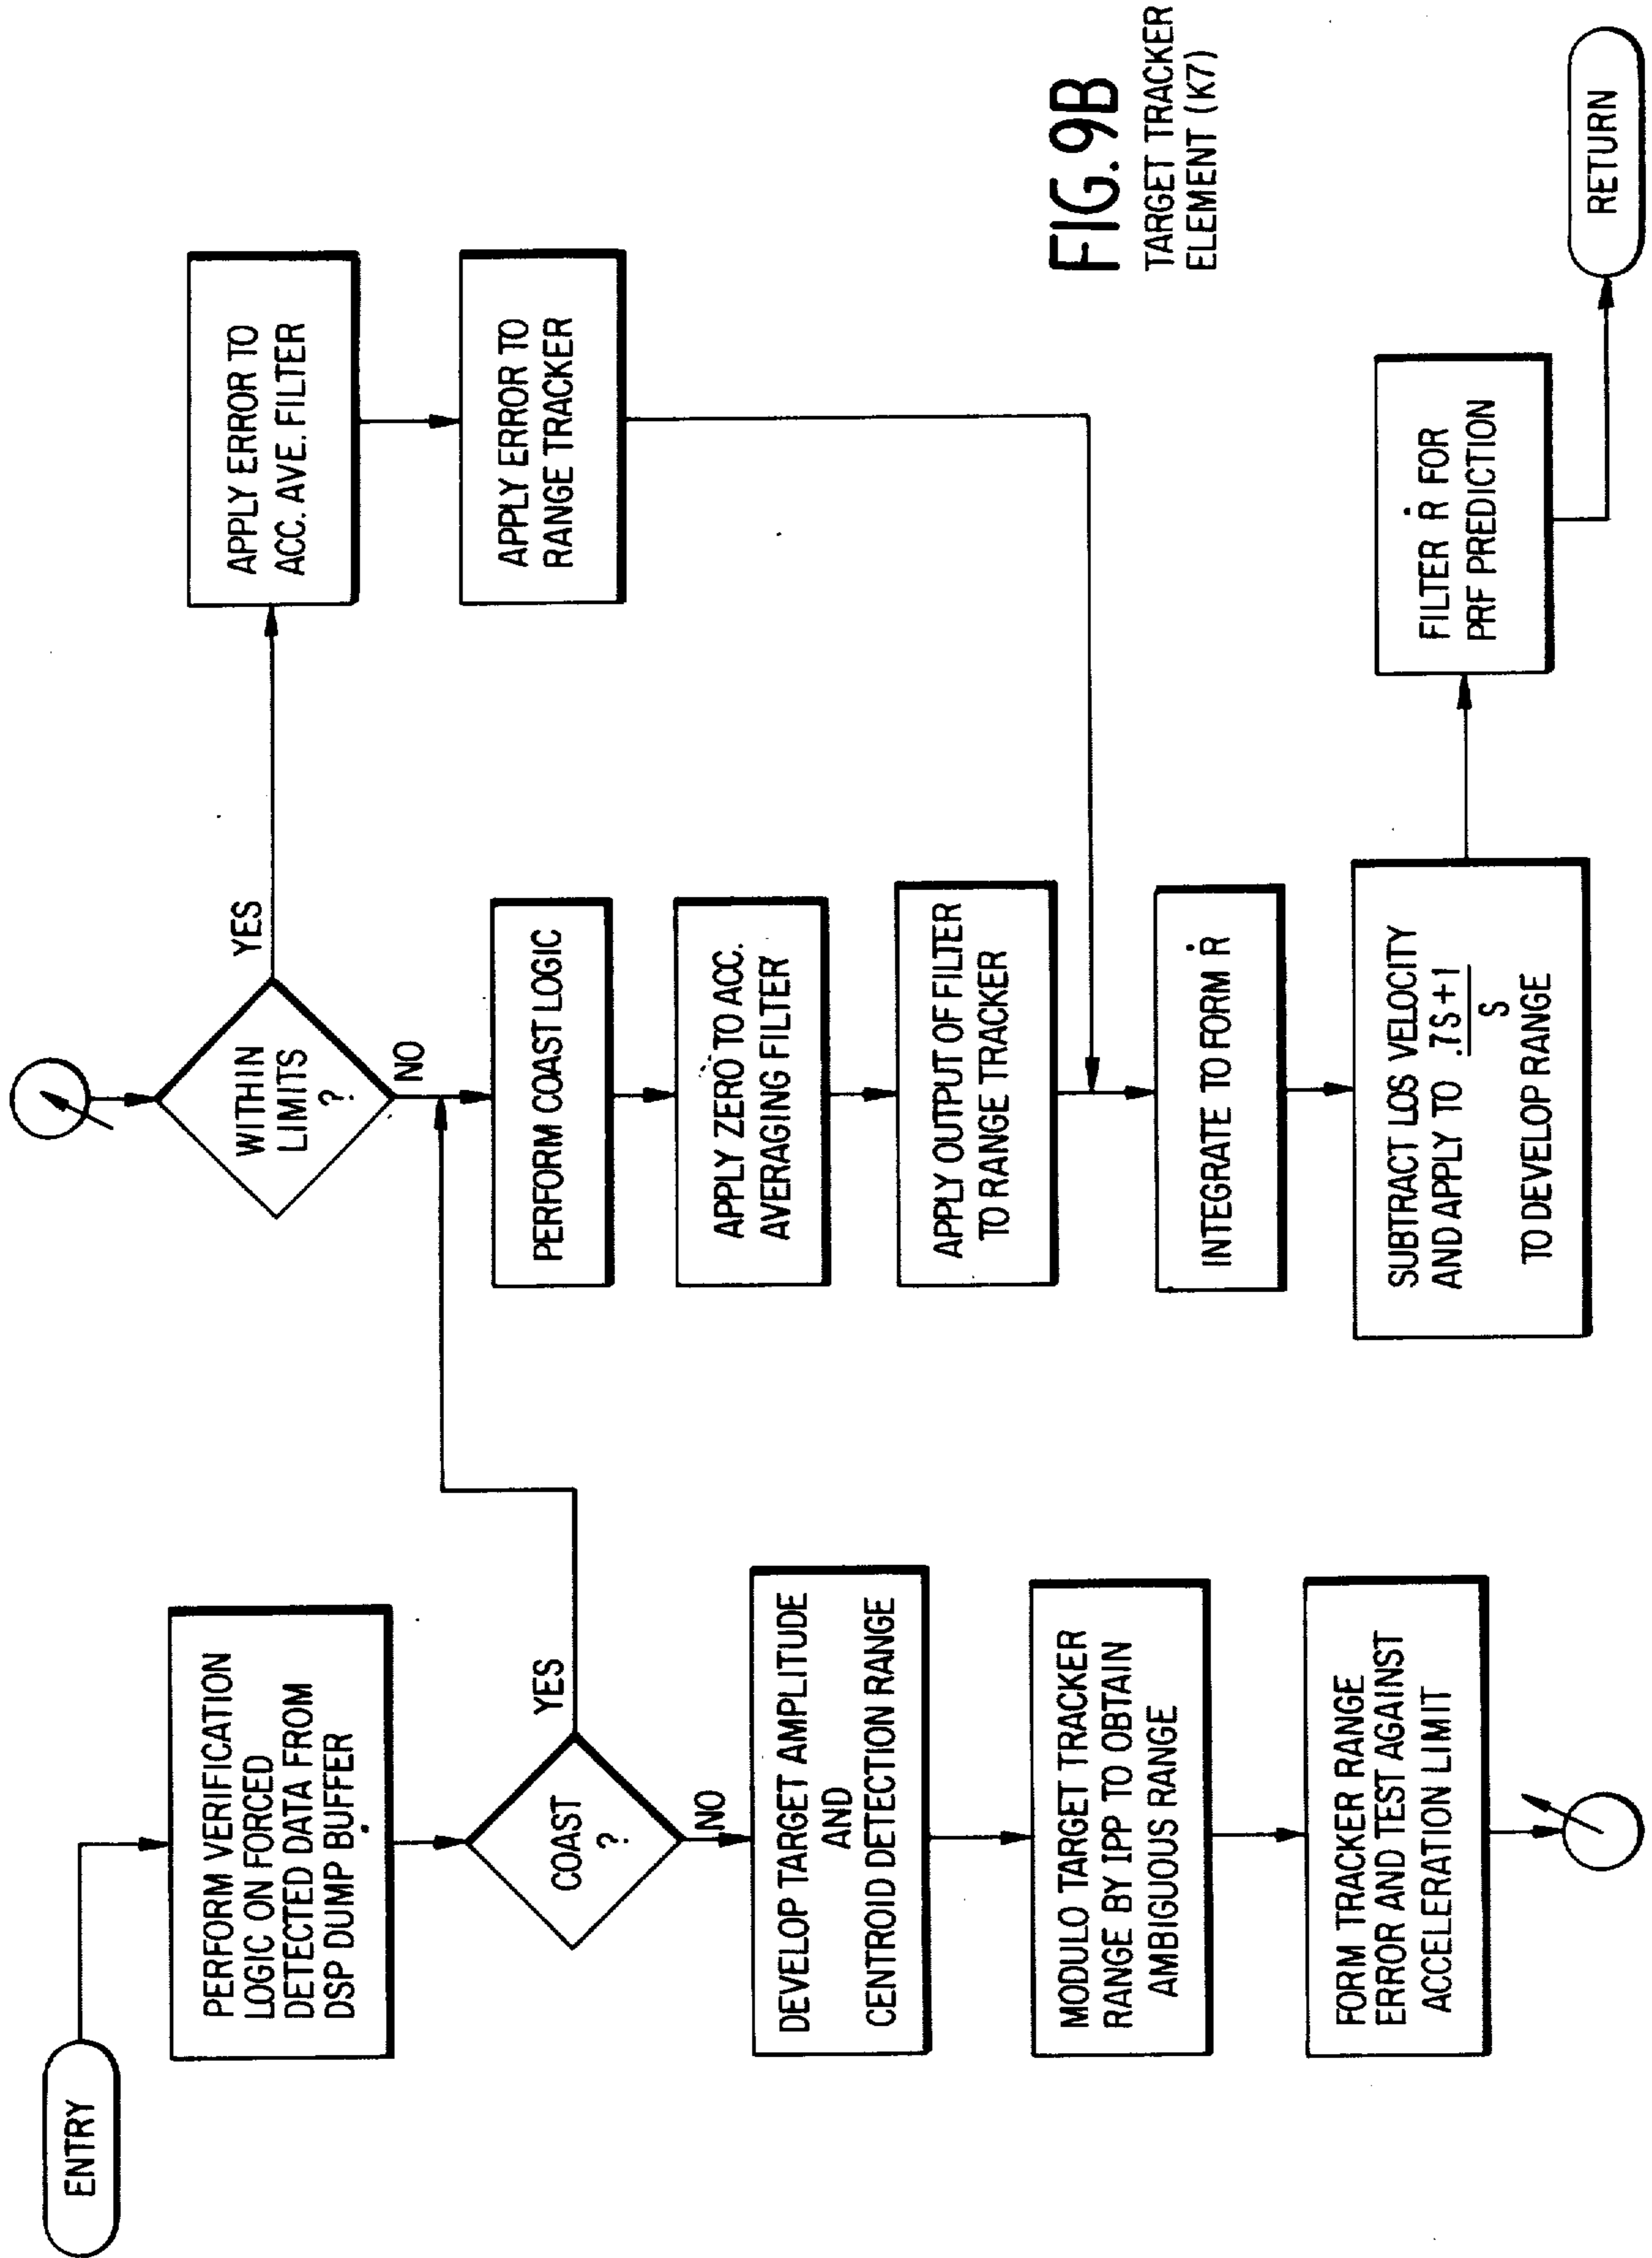 ENTRY
PERFORM VERIFICATION
LOGIC ON FORCED
DETECTED DATA FROM
DSP DUMP BUFFER
COAST
?
YES
NO
DEVELOP TARGET AMPLITUDE
AND
CENTROID DETECTION RANGE
MODULO TARGET TRACKER
RANGE BY IPP TO OBTAIN
AMBIGUOUS RANGE
FORM TRACKER RANGE
ERROR AND TEST AGAINST
ACCELERATION LIMIT
WITHIN
LIMITS
?
YES
NO
PERFORM COAST LOGIC
APPLY ZERO TO ACC.
AVERAGING FILTER
APPLY OUTPUT OF FILTER
TO RANGE TRACKER
INTEGRATE TO FORM Ṙ
SUBTRACT LOS VELOCITY
AND APPLY TO .7S+1
S
TO DEVELOP RANGE
APPLY ERROR TO
ACC. AVE. FILTER
APPLY ERROR TO
RANGE TRACKER
FILTER Ṙ FOR
PRF PREDICTION
RETURN
FIG. 9B
TARGET TRACKER
ELEMENT (K7)